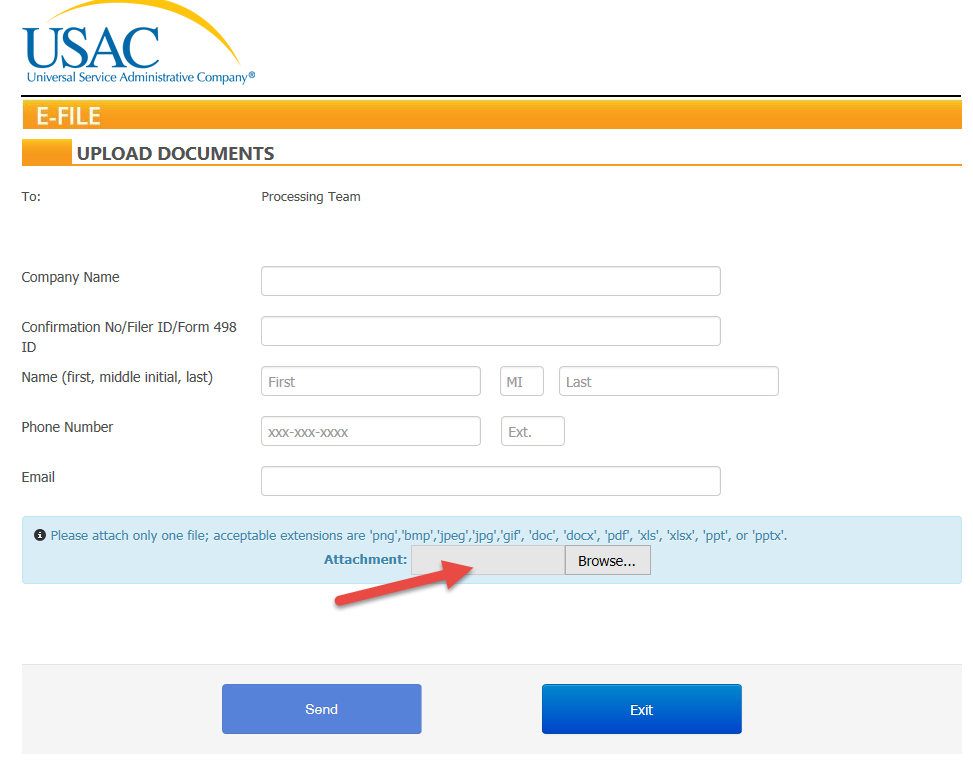 USAC
Universal Service Administrative Company®
E-FILE
UPLOAD DOCUMENTS
To: Processing Team
Company Name
Confirmation No/Filer ID/Form 498
ID
Name (first, middle initial, last) First MI Last
Phone Number xxx-xxx-xxxx Ext.
Email
Please attach only one file; acceptable extensions are 'png','bmp','jpeg','jpg','gif', 'doc', 'docx', 'pdf', 'xls', 'xlsx', 'ppt', or 'pptx'.
Attachment: Browse...
Send Exit